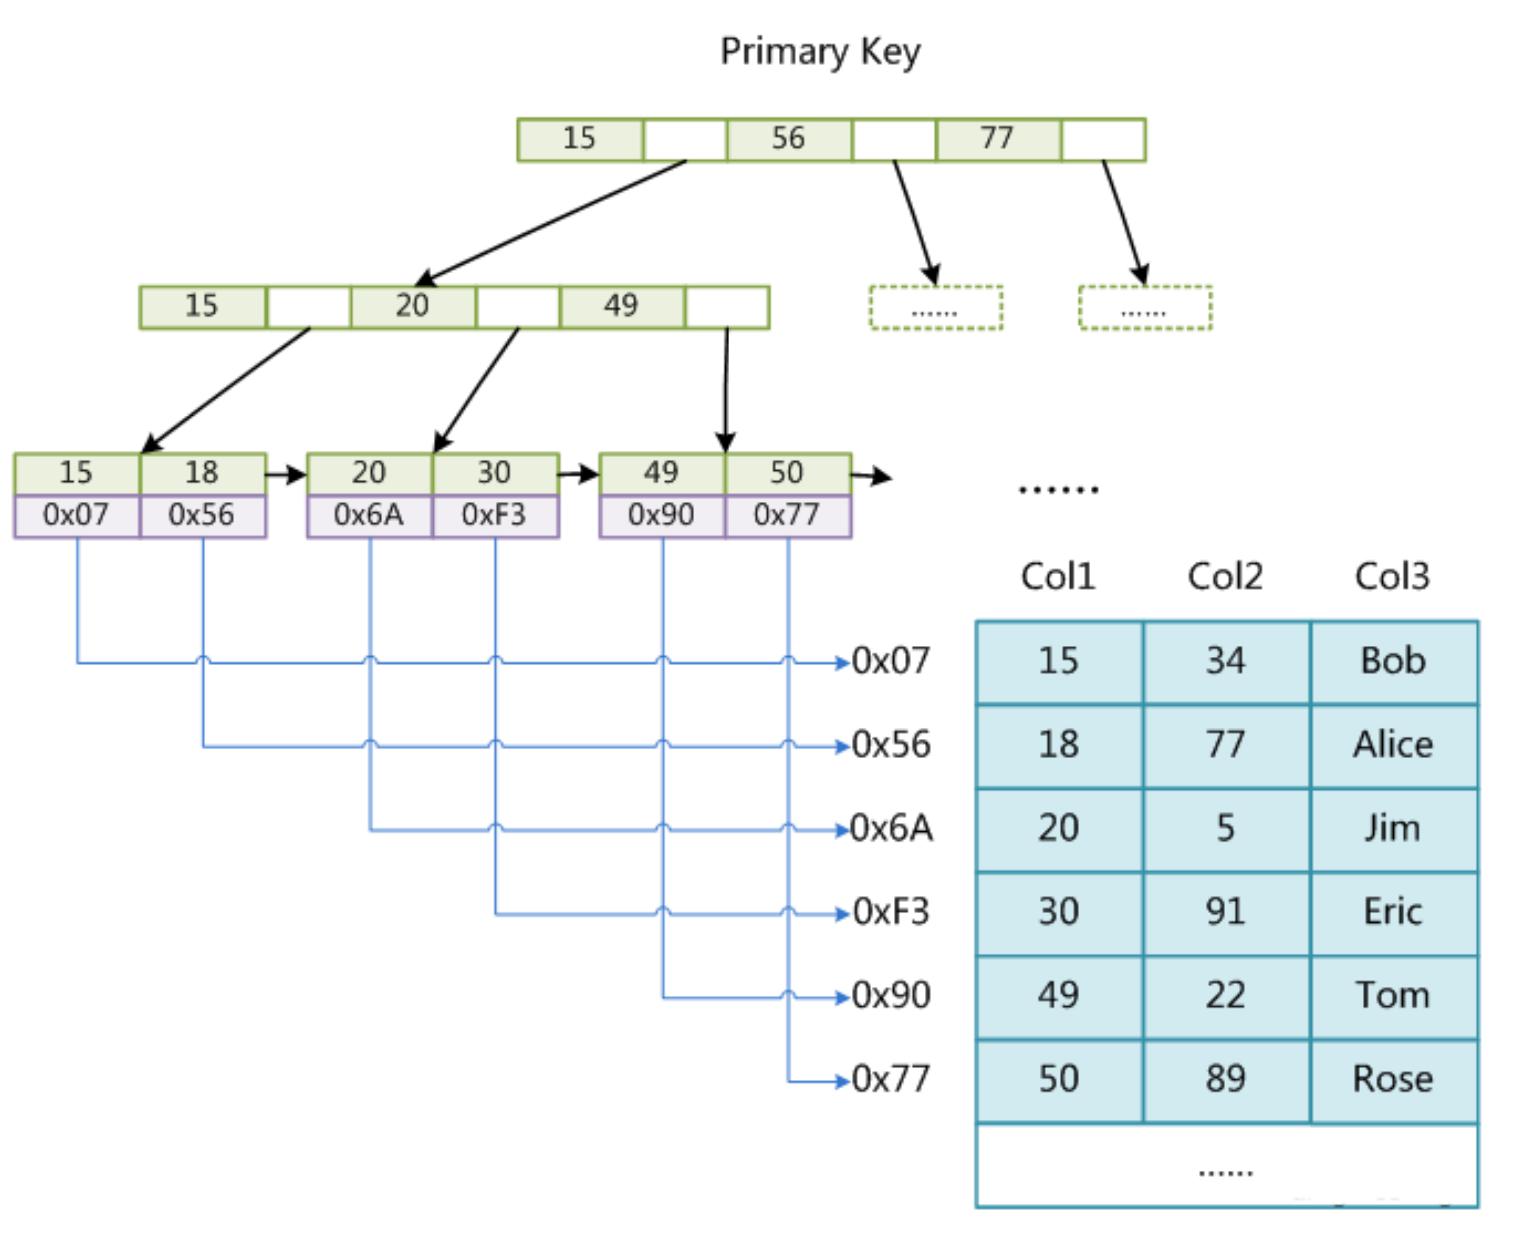 Primary Key
15 56 77
15 20 49
...... ......
15 18 20 30 49 50
0x07 0x56 0x6A 0xF3 0x90 0x77
......
Col1 Col2 Col3
0x07 15 34 Bob
0x56 18 77 Alice
0x6A 20 5 Jim
0xF3 30 91 Eric
0x90 49 22 Tom
0x77 50 89 Rose
......